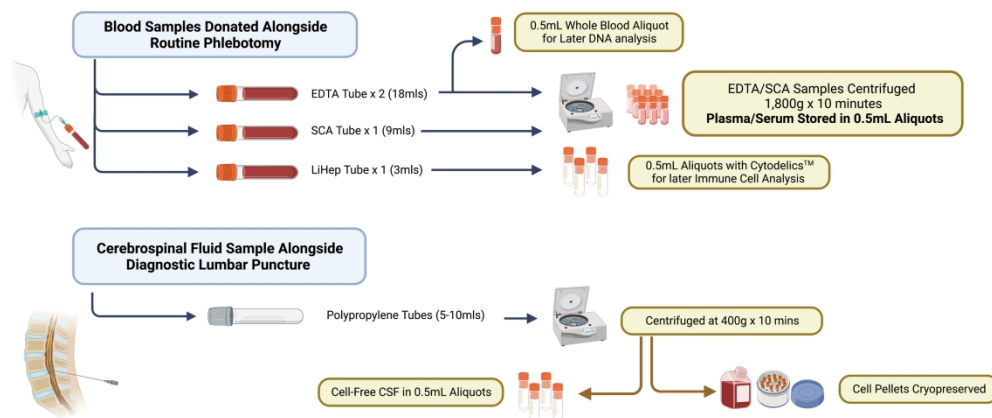 Blood Samples Donated Alongside
Routine Phlebotomy
0.5mL Whole Blood Aliquot
for Later DNA analysis
EDTA Tube x 2 (18mls)
EDTA/SCA Samples Centrifuged
1,800g x 10 minutes
Plasma/Serum Stored in 0.5mL Aliquots
SCA Tube x 1 (9mls)
LiHep Tube x 1 (3mls)
0.5mL Aliquots with Cytodelics™
for later Immune Cell Analysis
Cerebrospinal Fluid Sample Alongside
Diagnostic Lumbar Puncture
Polypropylene Tubes (5-10mls)
Centrifuged at 400g x 10 mins
Cell-Free CSF in 0.5mL Aliquots
Cell Pellets Cryopreserved